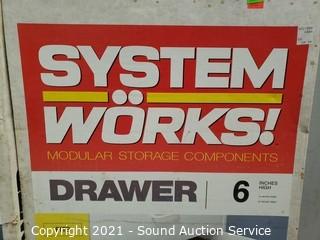 SYSTEM
WÖRKS!
MODULAR STORAGE COMPONENTS
DRAWER
6
INCHES
HIGH
Copyright 2021 - Sound Auction Service